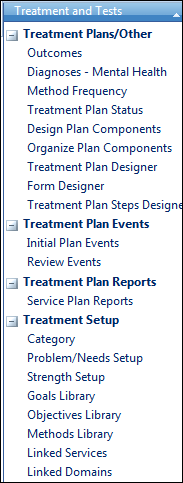 Treatment and Tests
Treatment Plans/Other
Outcomes
Diagnoses - Mental Health
Method Frequency
Treatment Plan Status
Design Plan Components
Organize Plan Components
Treatment Plan Designer
Form Designer
Treatment Plan Steps Designe
Treatment Plan Events
Initial Plan Events
Review Events
Treatment Plan Reports
Service Plan Reports
Treatment Setup
Category
Problem/Needs Setup
Strength Setup
Goals Library
Objectives Library
Methods Library
Linked Services
Linked Domains